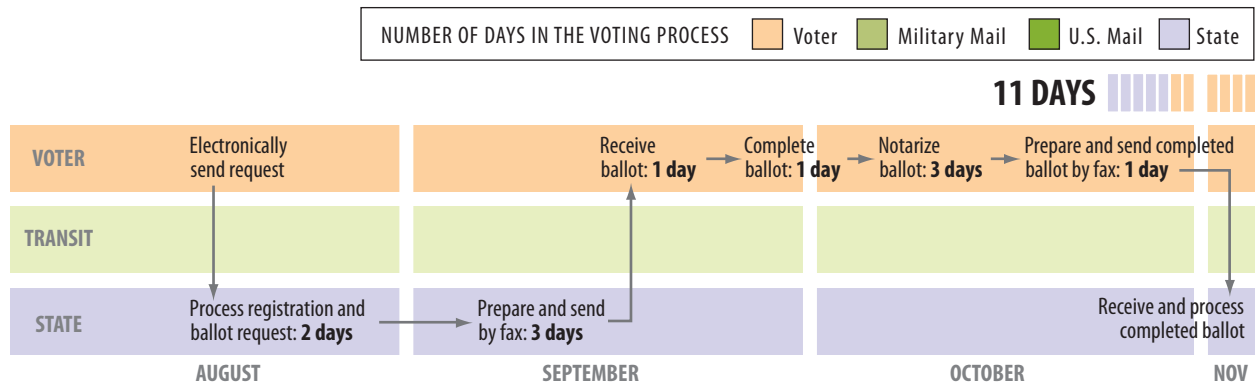 NUMBER OF DAYS IN THE VOTING PROCESS Voter Military Mail U.S. Mail State
11 DAYS
VOTER
Electronically
send request
Receive
ballot: 1 day
Complete
ballot: 1 day
Notarize
ballot: 3 days
Prepare and send completed
ballot by fax: 1 day
TRANSIT
STATE
Process registration and
ballot request: 2 days
Prepare and send
by fax: 3 days
Receive and process
completed ballot
AUGUST SEPTEMBER OCTOBER NOV